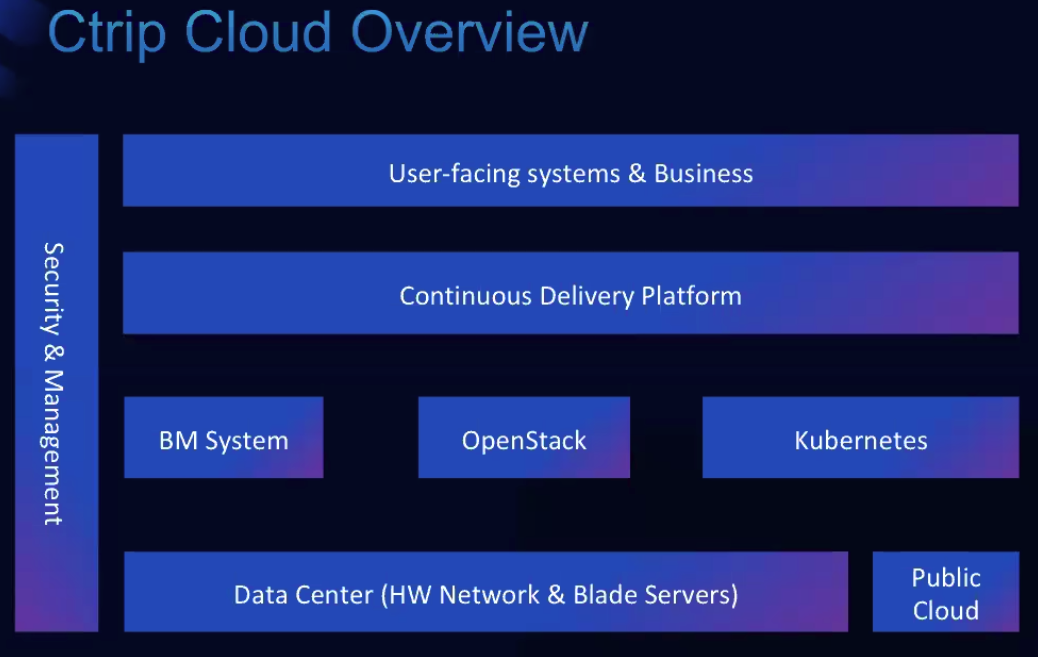 Ctrip Cloud Overview
Security & Management
User-facing systems & Business
Continuous Delivery Platform
BM System
OpenStack
Kubernetes
Data Center (HW Network & Blade Servers)
Public
Cloud